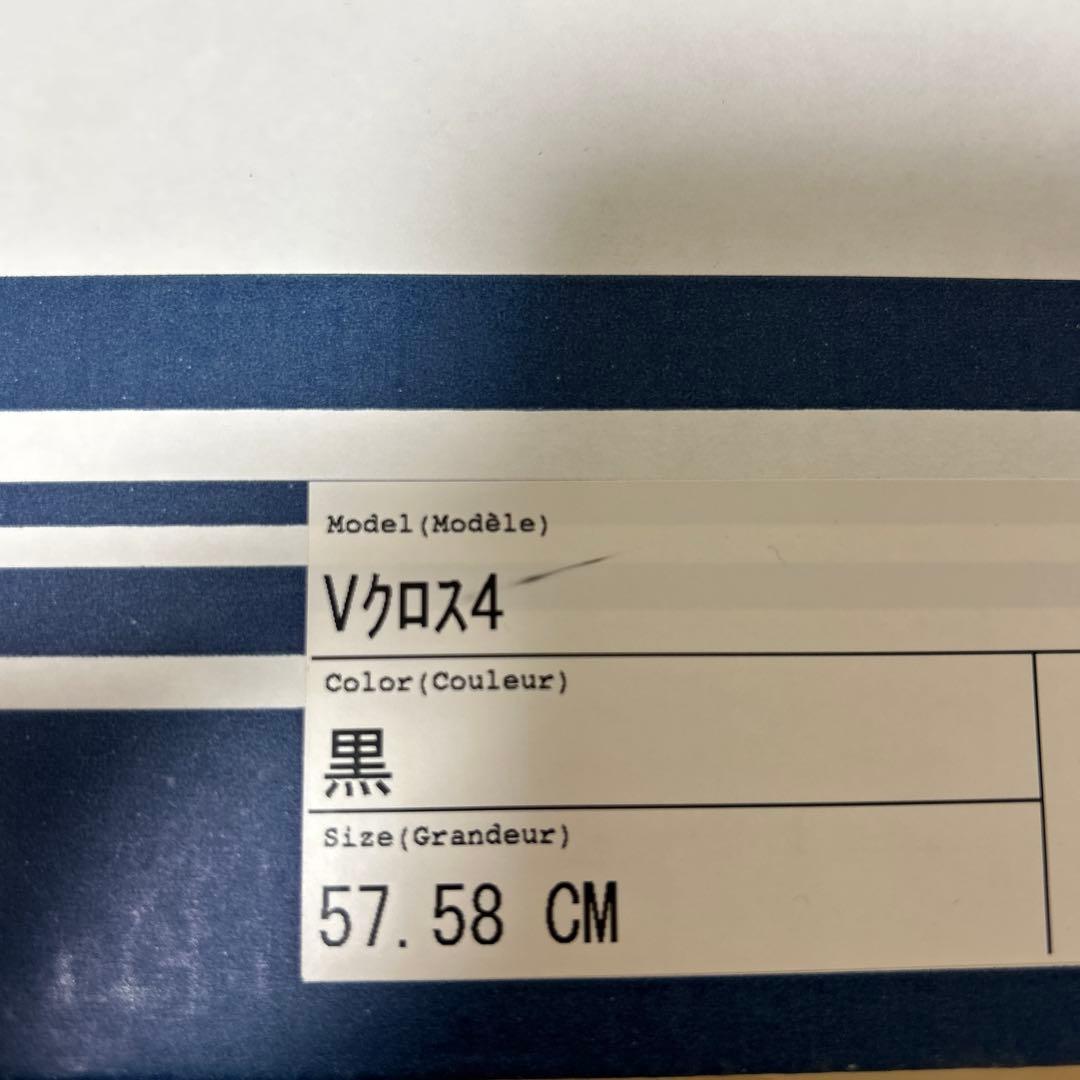 Model(Modèle)
Vｸﾛｽ4
Color(Couleur)
黒
Size(Grandeur)
57.58 CM